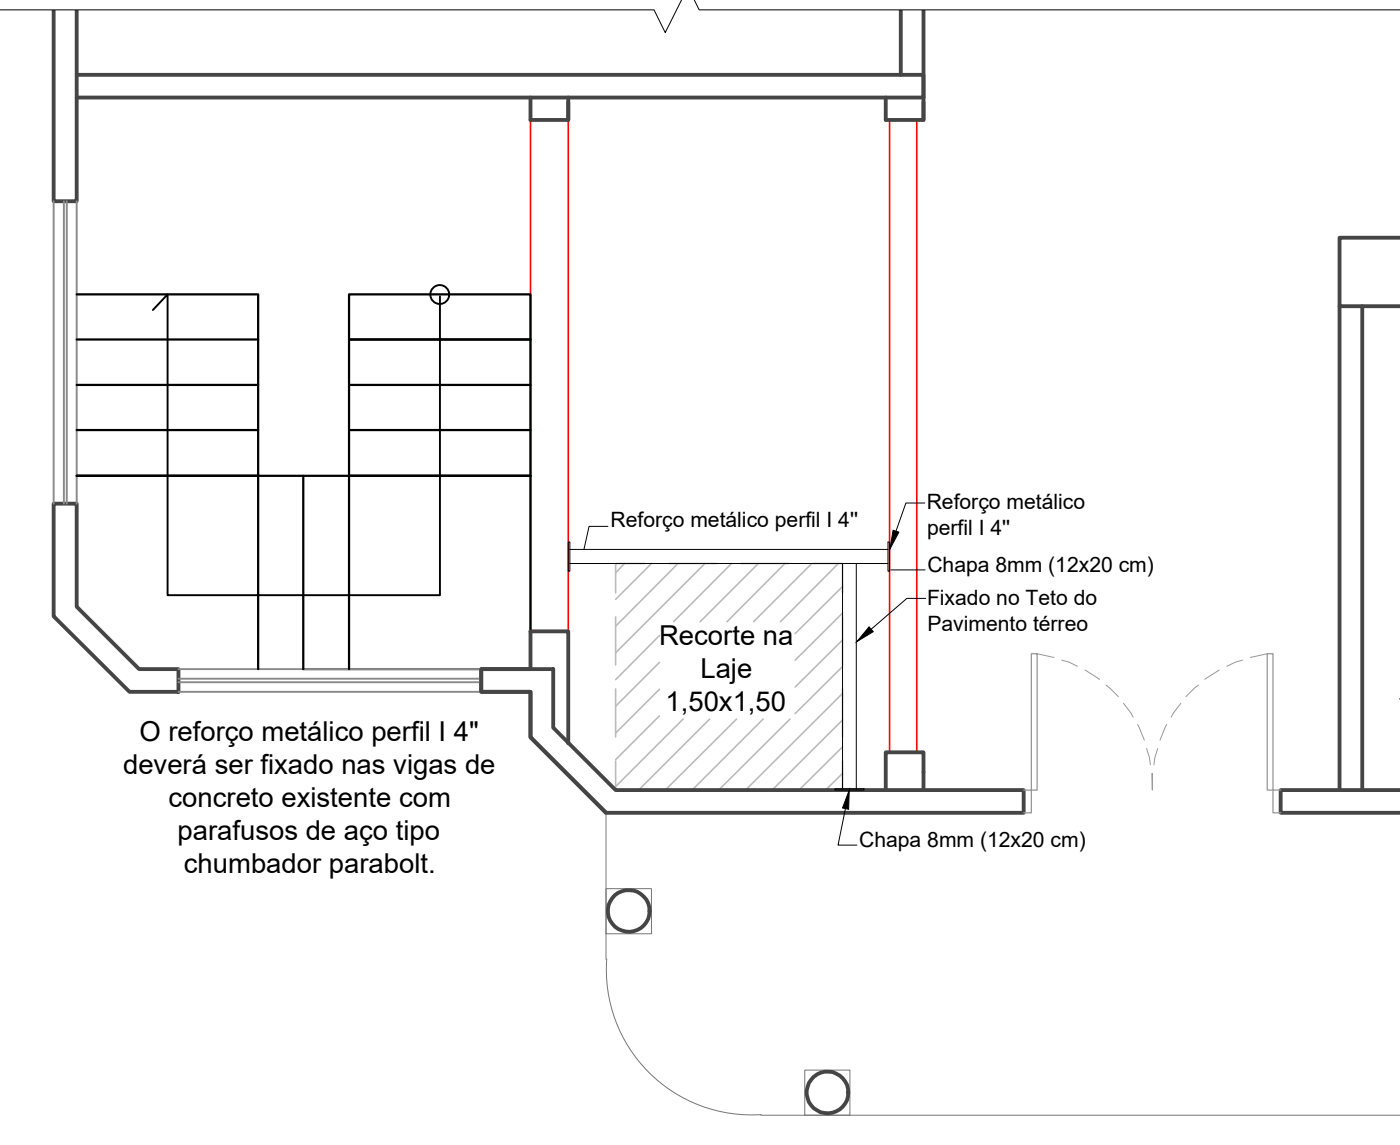 Reforço metálico perfil I 4"
Reforço metálico
perfil I 4"
Chapa 8mm (12x20 cm)
Fixado no Teto do
Pavimento térreo
Recorte na
Laje
1,50x1,50
O reforço metálico perfil I 4"
deverá ser fixado nas vigas de
concreto existente com
parafusos de aço tipo
chumbador parabolt.
Chapa 8mm (12x20 cm)